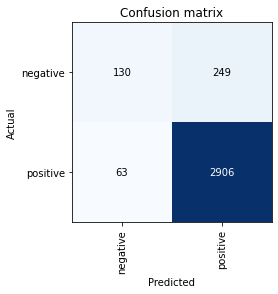 Confusion matrix
negative 130 249
positive 63 2906
Actual
negative positive
Predicted